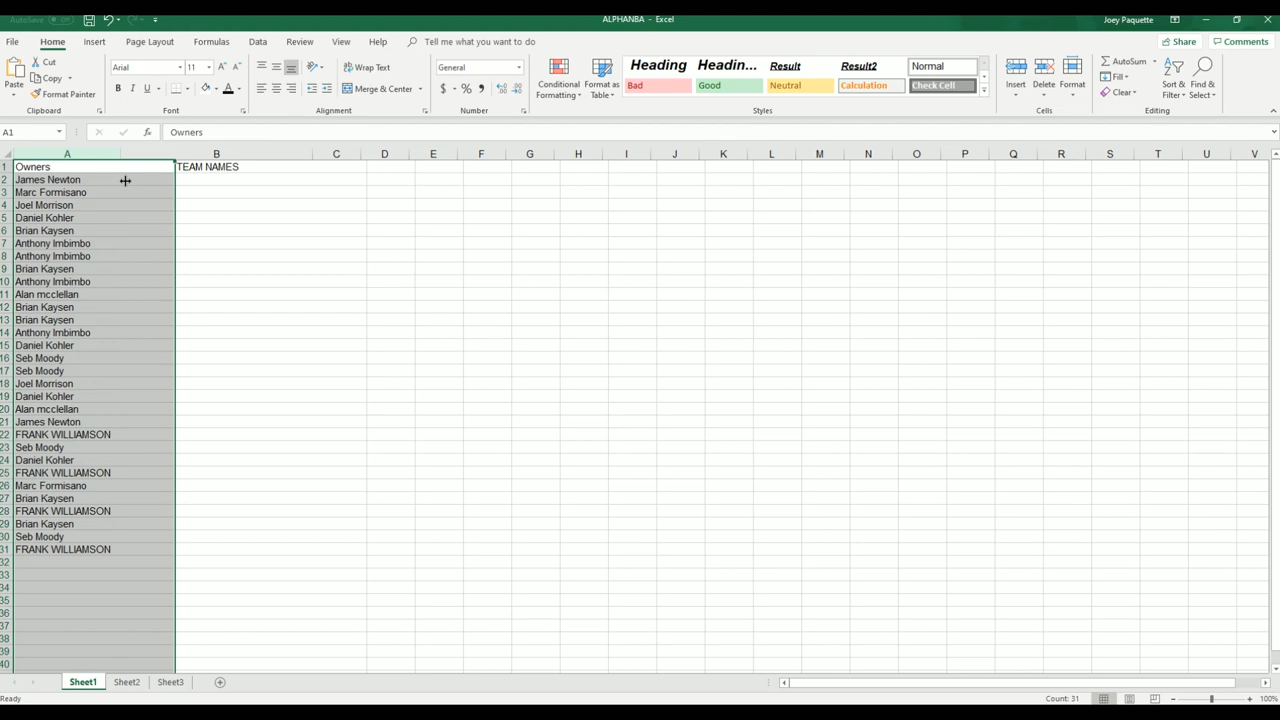 AutoSave Off ALPHANBA - Excel Joey Paquette
File Home Insert Page Layout Formulas Data Review View Help Tell me what you want to do Share Comments
Paste Cut Copy Format Painter Clipboard
Arial 11 A A B I U A Font
Wrap Text Merge & Center Alignment
General $ % , Number
Conditional Formatting Format as Table
Heading Headin... Result Result2 Normal
Bad Good Neutral Calculation Check Cell
Styles
Insert Delete Format Cells
AutoSum Fill Clear Sort & Filter Find & Select Editing
A1 fx Owners
A B C D E F G H I J K L M N O P Q R S T U V
1 Owners TEAM NAMES
2 James Newton
3 Marc Formisano
4 Joel Morrison
5 Daniel Kohler
6 Brian Kaysen
7 Anthony Imbimbo
8 Anthony Imbimbo
9 Brian Kaysen
10 Anthony Imbimbo
11 Alan mcclellan
12 Brian Kaysen
13 Brian Kaysen
14 Anthony Imbimbo
15 Daniel Kohler
16 Seb Moody
17 Seb Moody
18 Joel Morrison
19 Daniel Kohler
20 Alan mcclellan
21 James Newton
22 FRANK WILLIAMSON
23 Seb Moody
24 Daniel Kohler
25 FRANK WILLIAMSON
26 Marc Formisano
27 Brian Kaysen
28 FRANK WILLIAMSON
29 Brian Kaysen
30 Seb Moody
31 FRANK WILLIAMSON
32
33
34
35
36
37
38
39
40
Sheet1 Sheet2 Sheet3
Ready Count: 31 100%